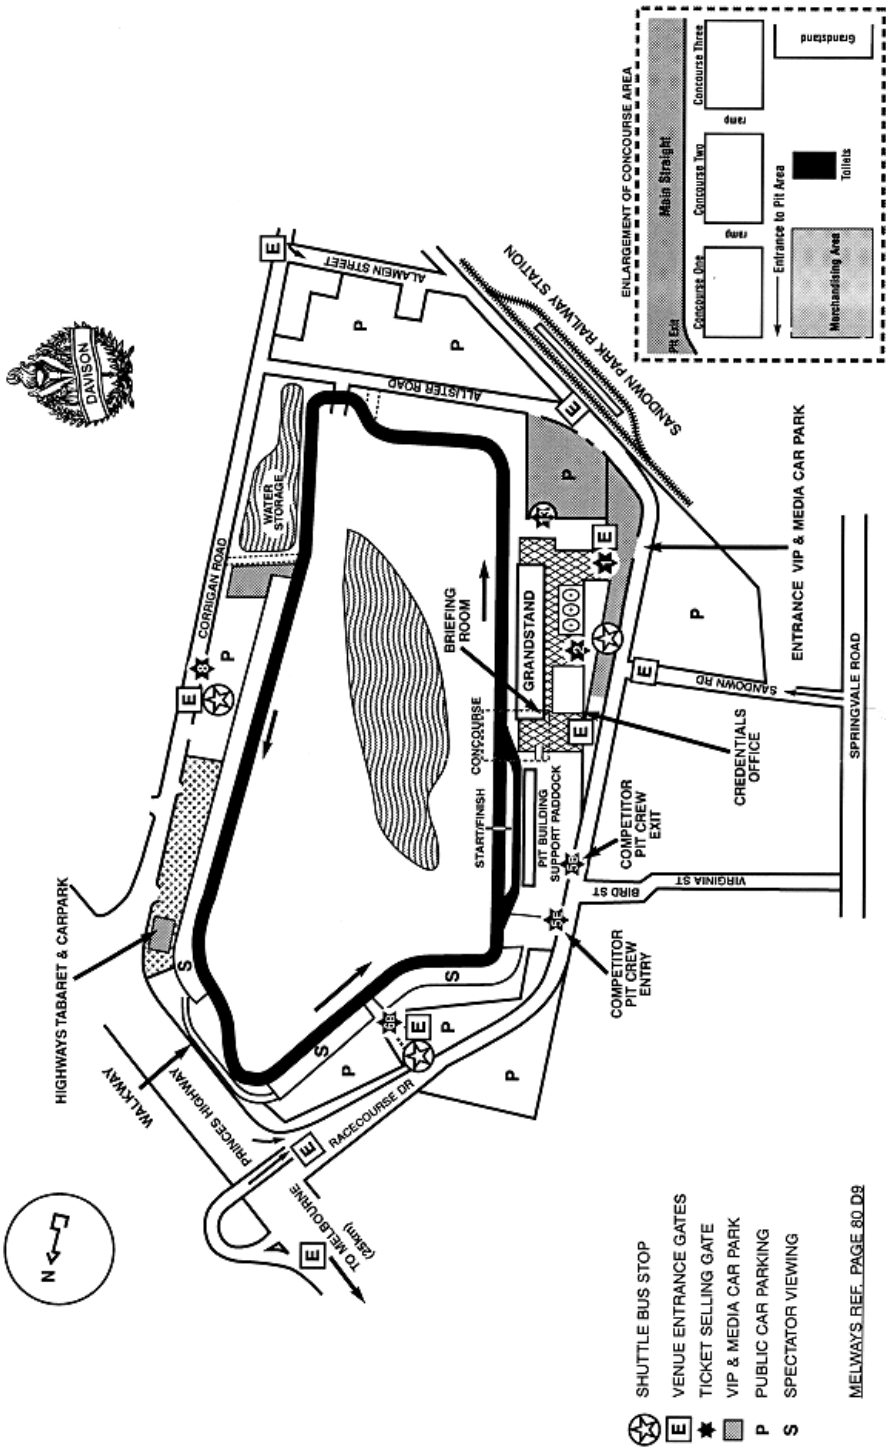 DAVISON
ENLARGEMENT OF CONCOURSE AREA
Main Straight
Pit Exit
Concourse One
Concourse Two
Concourse Three
ramp
ramp
Entrance to Pit Area
Merchandising Area
Toilets
Grandstand
E
ALAMEIN STREET
P
P
ALLISTER ROAD
SANDOWN PARK RAILWAY STATION
E
WATER
STORAGE
CORRIGAN ROAD
P
8
E
P
E
1
BRIEFING
ROOM
GRANDSTAND
2
ENTRANCE VIP & MEDIA CAR PARK
P
E
SANDOWN RD
SPRINGVALE ROAD
CONCOURSE
E
CREDENTIALS
OFFICE
START/FINISH
PIT BUILDING
SUPPORT PADDOCK
COMPETITOR
PIT CREW
EXIT
BIRD ST
VIRGINIA ST
COMPETITOR
PIT CREW
ENTRY
HIGHWAYS TABARET & CARPARK
S
S
S
P
P
P
E
WALKWAY
PRINCES HIGHWAY
RACECOURSE DR
E
E
TO MELBOURNE
(25km)
N
SHUTTLE BUS STOP
E VENUE ENTRANCE GATES
TICKET SELLING GATE
VIP & MEDIA CAR PARK
P PUBLIC CAR PARKING
S SPECTATOR VIEWING
MELWAYS REF. PAGE 80 D9